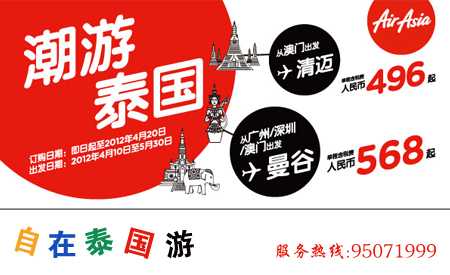 潮游
泰国
订购日期：即日起至2012年4月20日
出发日期：2012年4月10日至5月30日
从澳门出发
清迈
单程含税费
人民币496起
从广州/深圳
/澳门出发
曼谷
单程含税费
人民币568起
AirAsia
自在泰国游
服务热线:95071999